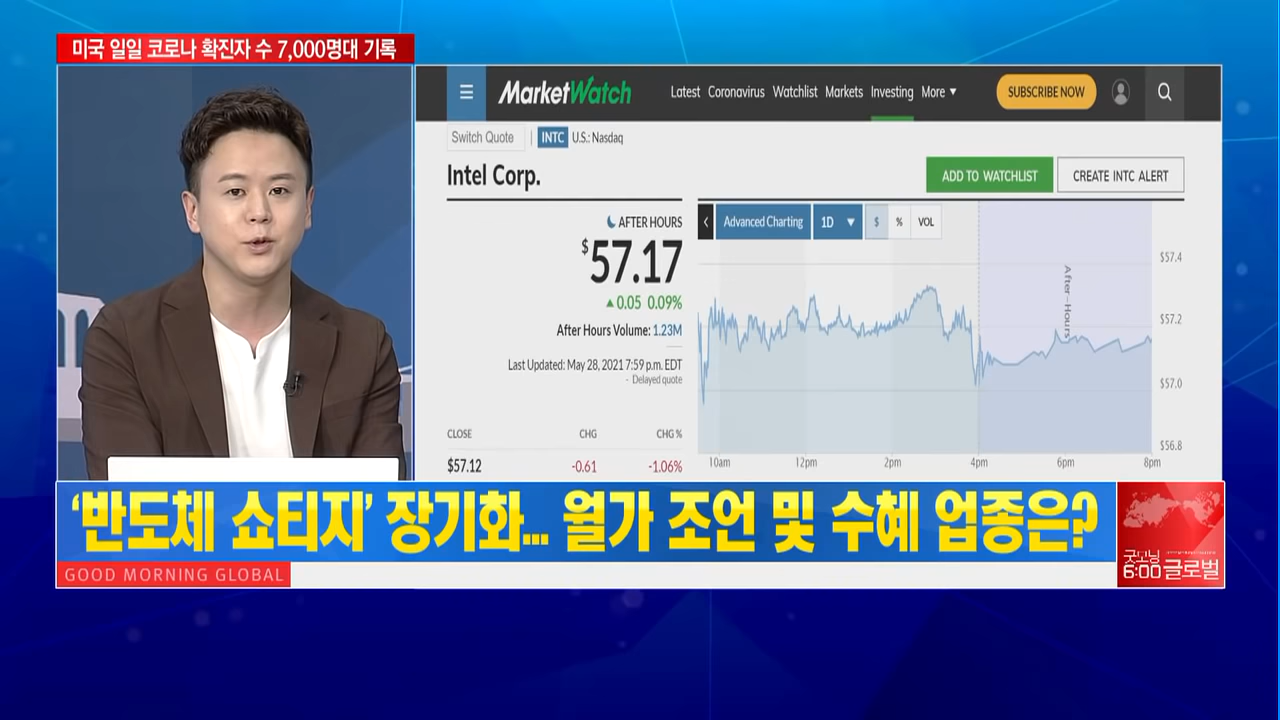 미국 일일 코로나 확진자 수 7,000명대 기록
MarketWatch
Latest Coronavirus Watchlist Markets Investing More ▼
SUBSCRIBE NOW
Switch Quote | INTC U.S.: Nasdaq
Intel Corp.
ADD TO WATCHLIST
CREATE INTC ALERT
AFTER HOURS
$57.17
▲0.05 0.09%
After Hours Volume: 1.23M
Last Updated: May 28, 2021 7:59 p.m. EDT
- Delayed quote
CLOSE CHG CHG %
$57.12 -0.61 -1.06%
< Advanced Charting 1D ▼ $ % VOL
After-Hours
$57.4
$57.2
$57.0
$56.8
10am 12pm 2pm 4pm 6pm 8pm
‘반도체 쇼티지’ 장기화... 월가 조언 및 수혜 업종은?
GOOD MORNING GLOBAL
굿모닝
6:00 글로벌